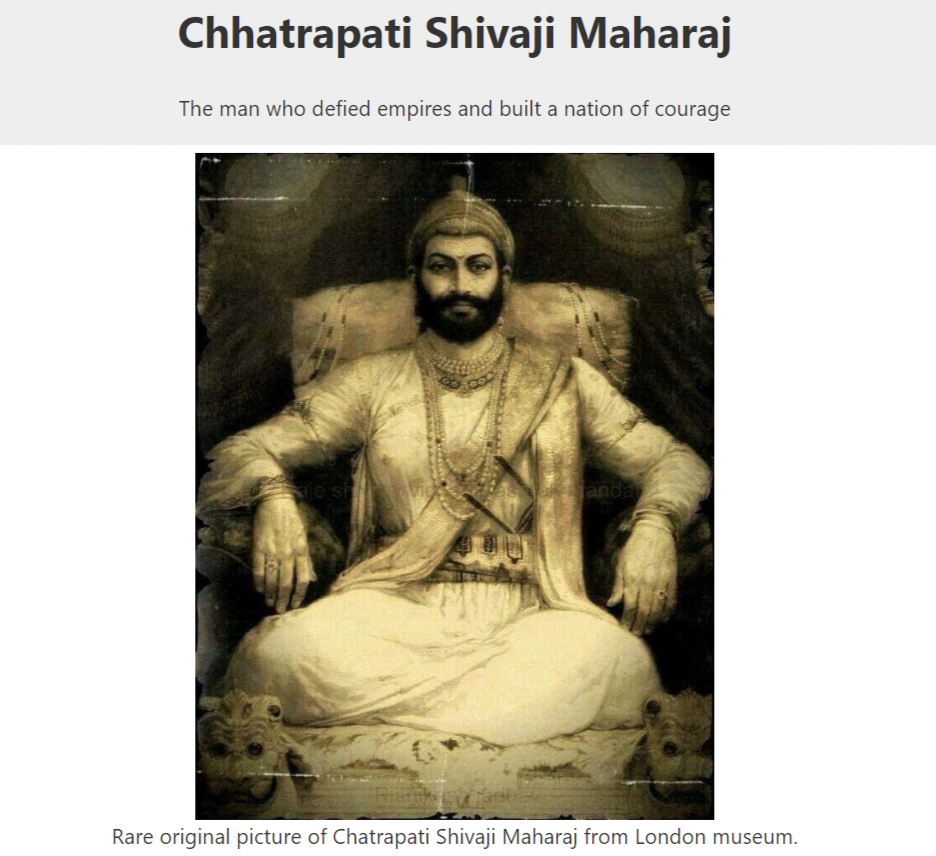 Chhatrapati Shivaji Maharaj
The man who defied empires and built a nation of courage
Rare original picture of Chatrapati Shivaji Maharaj from London museum.